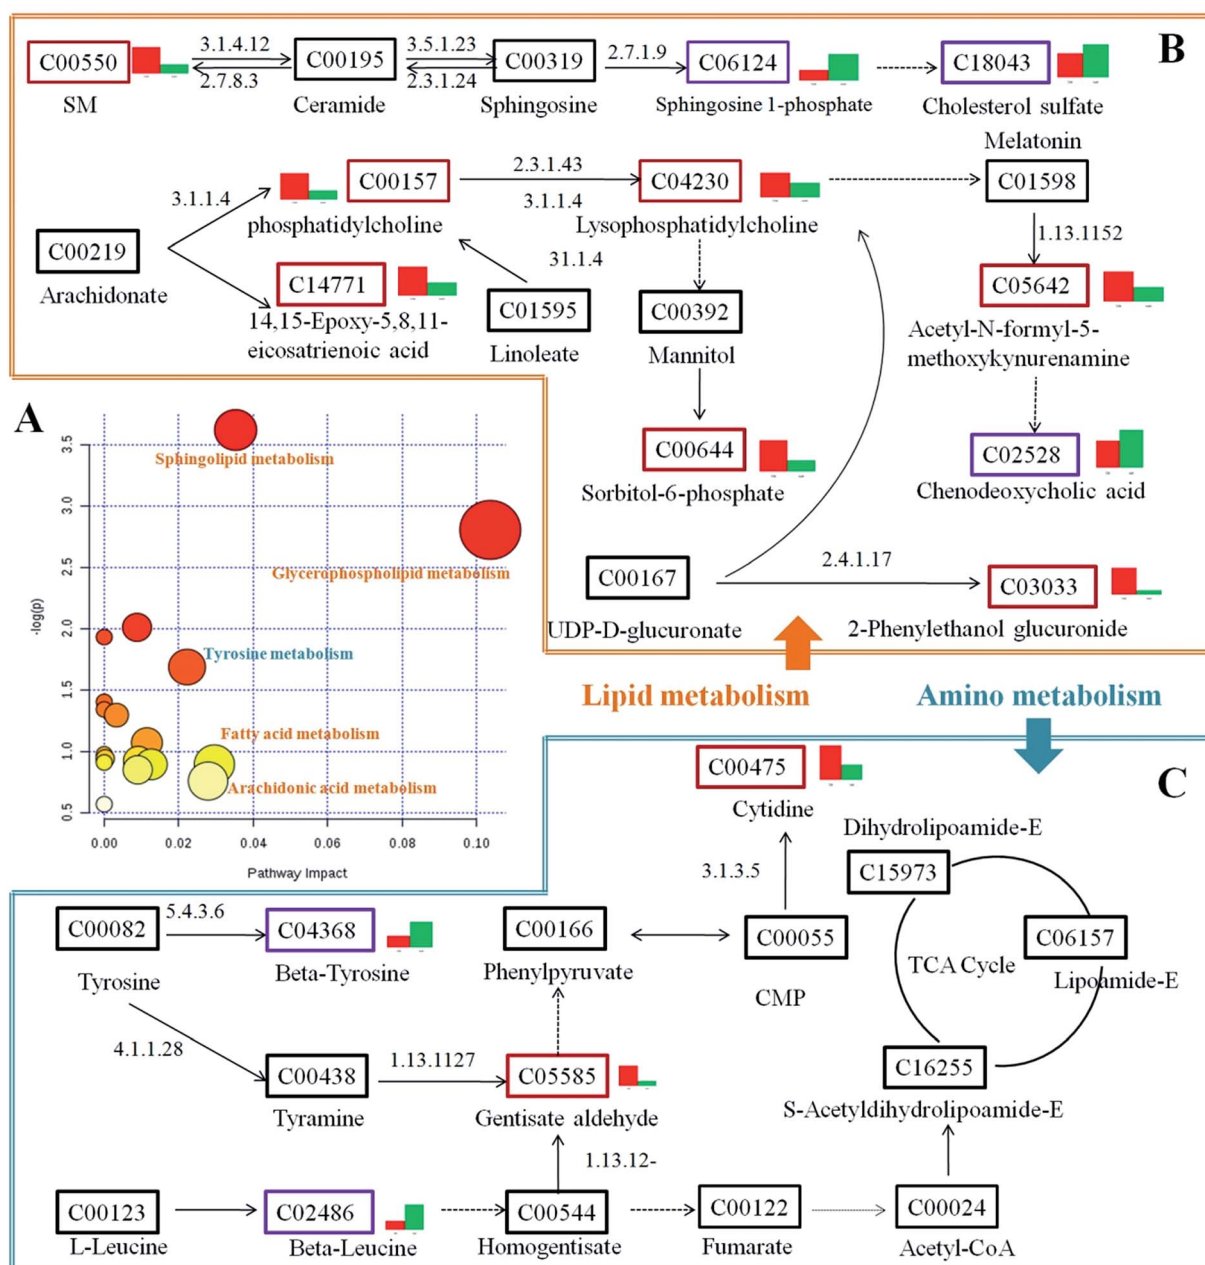 B
C00550
3.1.4.12
2.7.8.3
C00195
3.5.1.23
2.3.1.24
C00319
2.7.1.9
C06124
C18043
SM
Ceramide
Sphingosine
Sphingosine 1-phosphate
Cholesterol sulfate
Melatonin
3.1.1.4
C00157
2.3.1.43
3.1.1.4
C04230
C01598
phosphatidylcholine
Lysophosphatidylcholine
C00219
Arachidonate
1.13.1152
31.1.4
C14771
C01595
C00392
C05642
14,15-Epoxy-5,8,11-
eicosatrienoic acid
Linoleate
Mannitol
Acetyl-N-formyl-5-
methoxykynurenamine
C00644
Sorbitol-6-phosphate
C02528
Chenodeoxycholic acid
C00167
2.4.1.17
C03033
UDP-D-glucuronate
2-Phenylethanol glucuronide
Lipid metabolism
Amino metabolism
A
3.5
3.0
2.5
2.0
1.5
1.0
0.5
-log(p)
Sphingolipid metabolism
Glycerophospholipid metabolism
Tyrosine metabolism
Fatty acid metabolism
Arachidonic acid metabolism
0.00 0.02 0.04 0.06 0.08 0.10
Pathway Impact
C
C00475
Cytidine
3.1.3.5
Dihydrolipoamide-E
C15973
C00082
5.4.3.6
C04368
C00166
C00055
C06157
Tyrosine
Beta-Tyrosine
Phenylpyruvate
CMP
TCA Cycle
Lipoamide-E
4.1.1.28
C00438
1.13.1127
C05585
C16255
Tyramine
Gentisate aldehyde
S-Acetyldihydrolipoamide-E
1.13.12-
C00123
C02486
C00544
C00122
C00024
L-Leucine
Beta-Leucine
Homogentisate
Fumarate
Acetyl-CoA